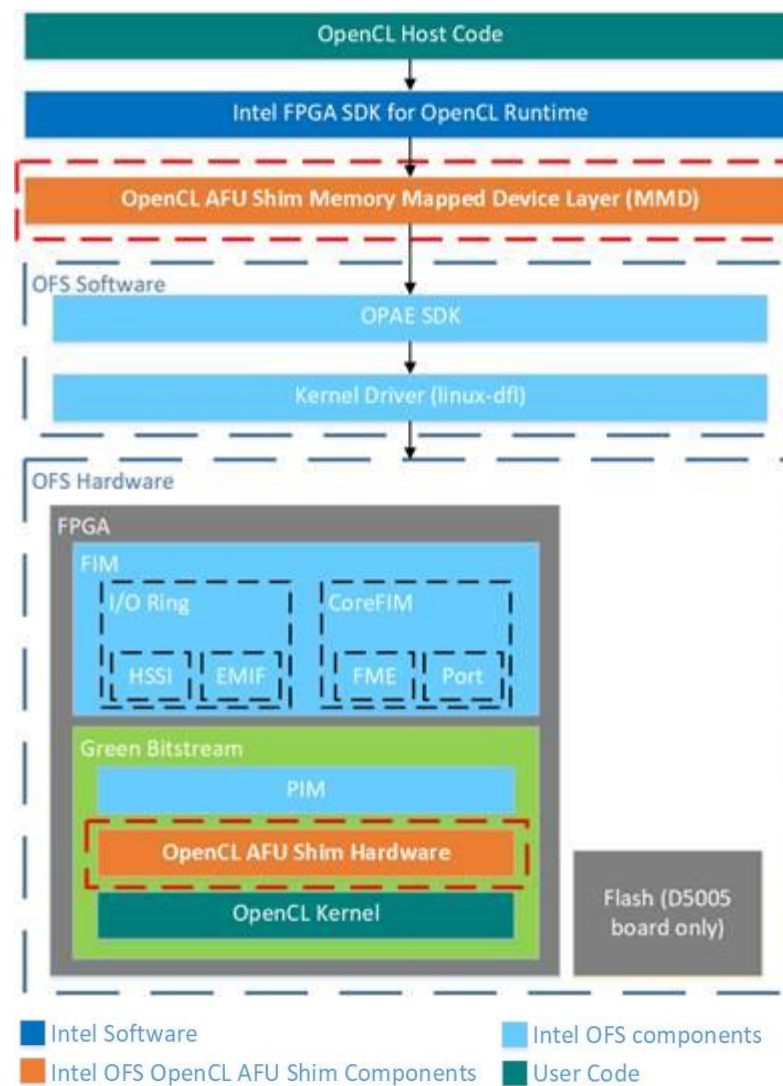 OpenCL Host Code
Intel FPGA SDK for OpenCL Runtime
OpenCL AFU Shim Memory Mapped Device Layer (MMD)
OFS Software
OPAE SDK
Kernel Driver (linux-dfl)
OFS Hardware
FPGA
FIM
I/O Ring
CoreFIM
HSSI
EMIF
FME
Port
Green Bitstream
PIM
OpenCL AFU Shim Hardware
OpenCL Kernel
Flash (D5005
board only)
Intel Software
Intel OFS components
Intel OFS OpenCL AFU Shim Components
User Code